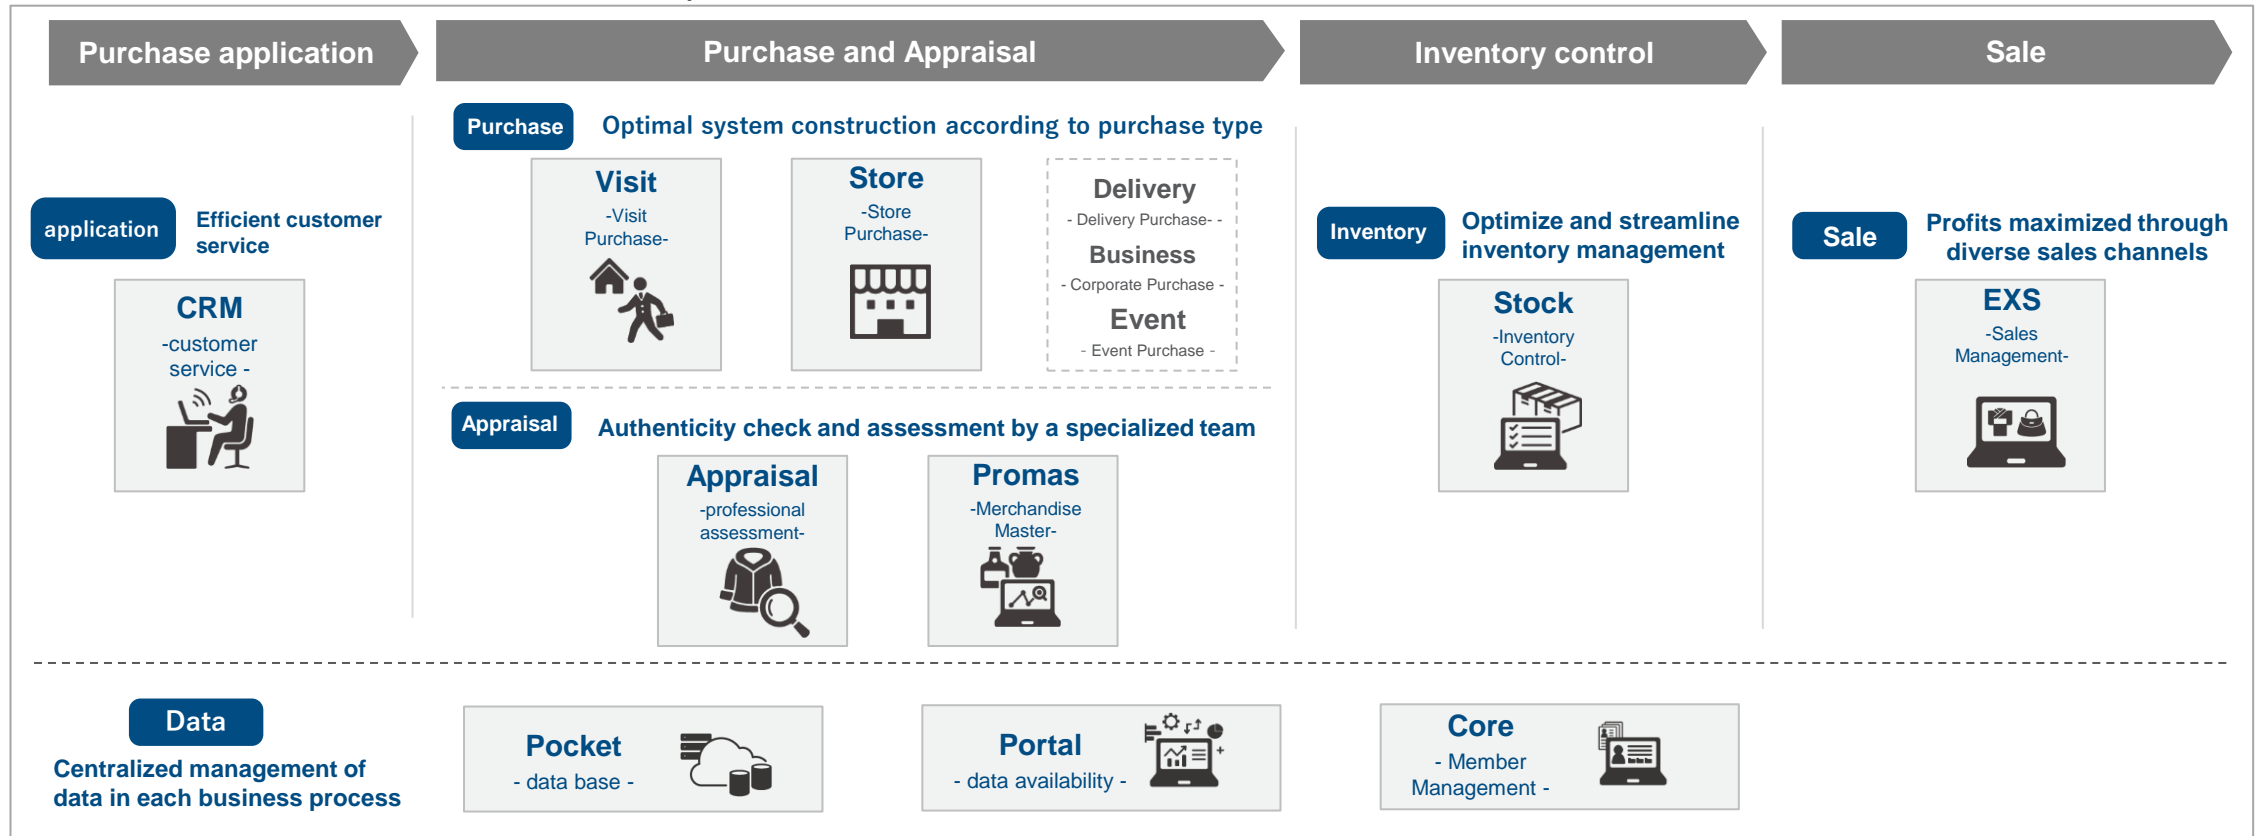 Purchase application
Purchase and Appraisal
Inventory control
Sale
application
Efficient customer
service
CRM
-customer
service -
Purchase
Optimal system construction according to purchase type
Visit
-Visit
Purchase-
Store
-Store
Purchase-
Delivery
- Delivery Purchase- -
Business
- Corporate Purchase -
Event
- Event Purchase -
Appraisal
Authenticity check and assessment by a specialized team
Appraisal
-professional
assessment-
Promas
-Merchandise
Master-
Inventory
Optimize and streamline
inventory management
Stock
-Inventory
Control-
Sale
Profits maximized through
diverse sales channels
EXS
-Sales
Management-
Data
Centralized management of
data in each business process
Pocket
- data base -
Portal
- data availability -
Core
- Member
Management -